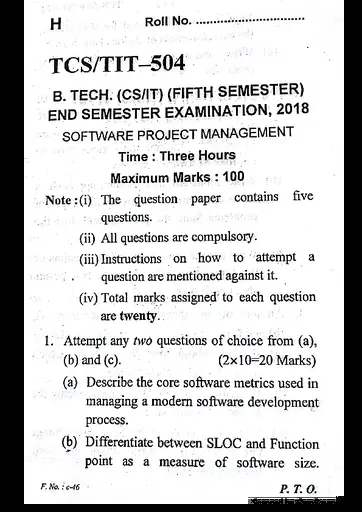 H
Roll No. ................................
TCS/TIT–504
B. TECH. (CS/IT) (FIFTH SEMESTER)
END SEMESTER EXAMINATION, 2018
SOFTWARE PROJECT MANAGEMENT
Time : Three Hours
Maximum Marks : 100
Note :(i) The question paper contains five
questions.
(ii) All questions are compulsory.
(iii) Instructions on how to attempt a
question are mentioned against it.
(iv) Total marks assigned to each question
are twenty.
1. Attempt any two questions of choice from (a),
(b) and (c). (2×10=20 Marks)
(a) Describe the core software metrics used in
managing a modern software development
process.
(b) Differentiate between SLOC and Function
point as a measure of software size.
F. No. : c-46
P. T. O.